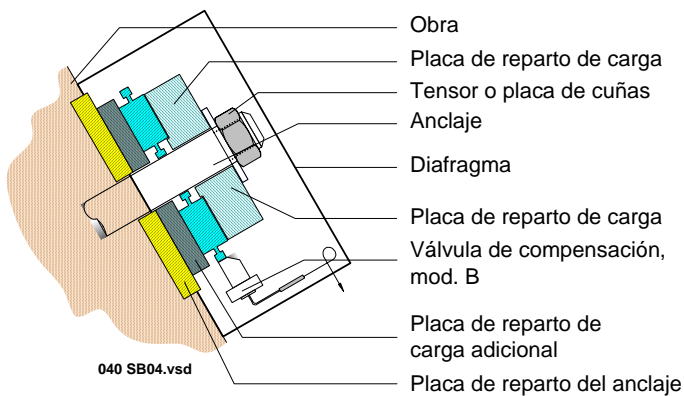 Obra
Placa de reparto de carga
Tensor o placa de cuñas
Anclaje
Diafragma
Placa de reparto de carga
Válvula de compensación,
mod. B
Placa de reparto de
carga adicional
Placa de reparto del anclaje
040 SB04.vsd